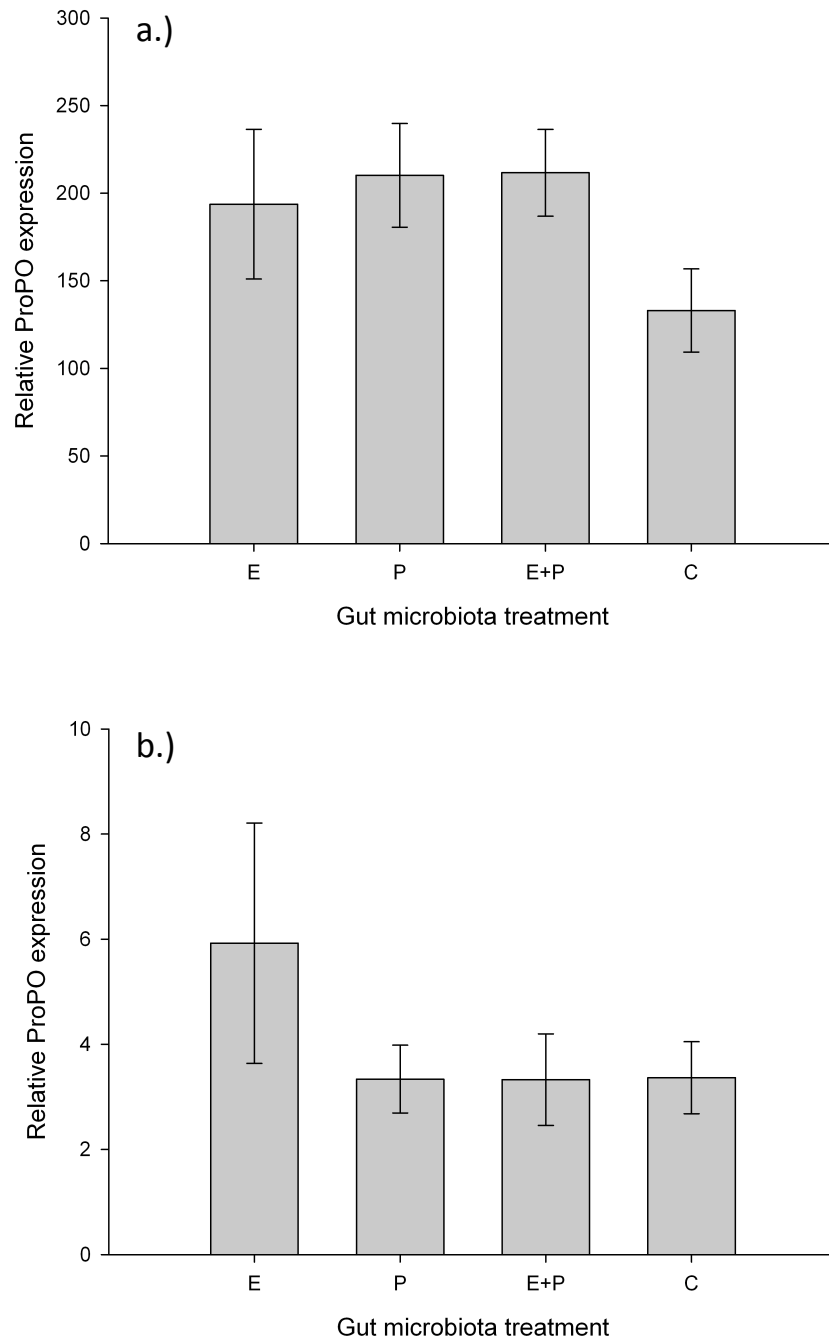 a.)
300
250
200
150
100
50
0
Relative ProPO expression
E P E+P C
Gut microbiota treatment
b.)
10
8
6
4
2
0
Relative ProPO expression
E P E+P C
Gut microbiota treatment